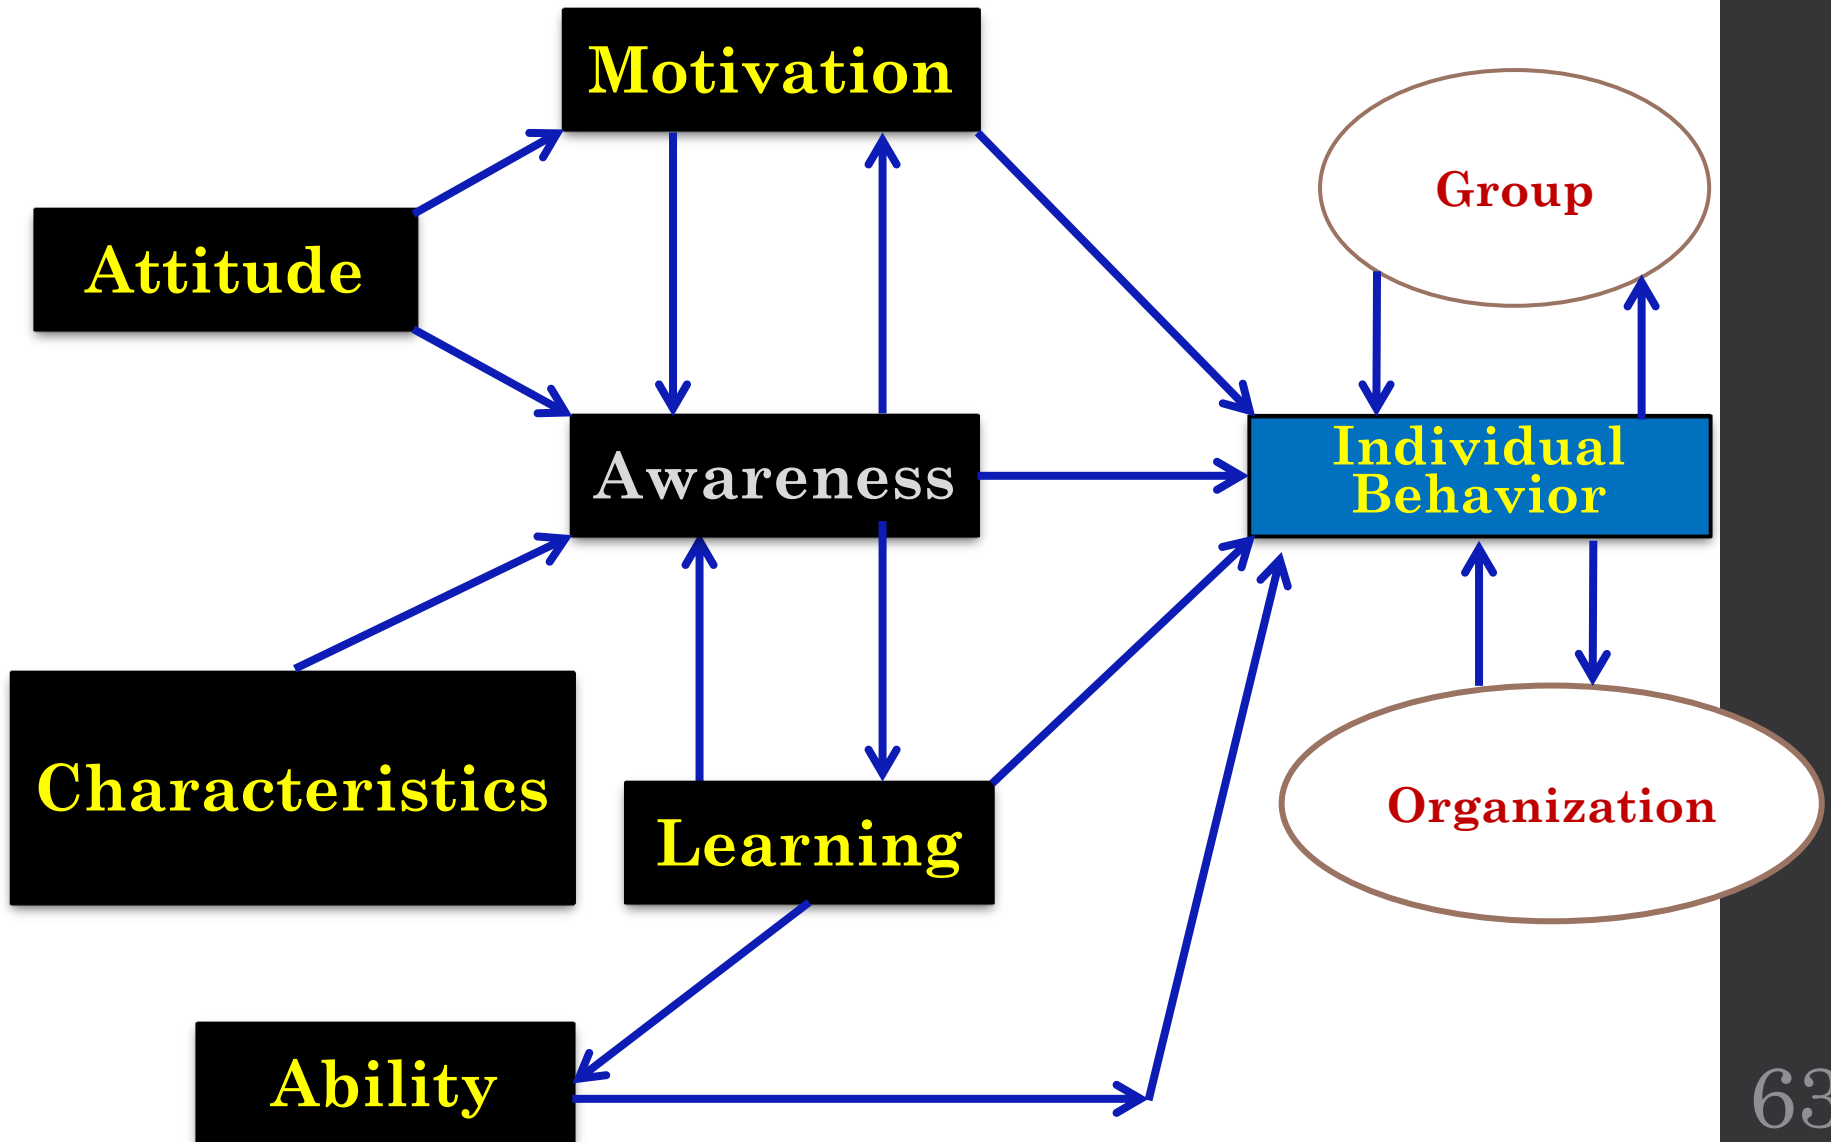 Motivation
Group
Attitude
Awareness
Individual
Behavior
Characteristics
Learning
Organization
Ability
63